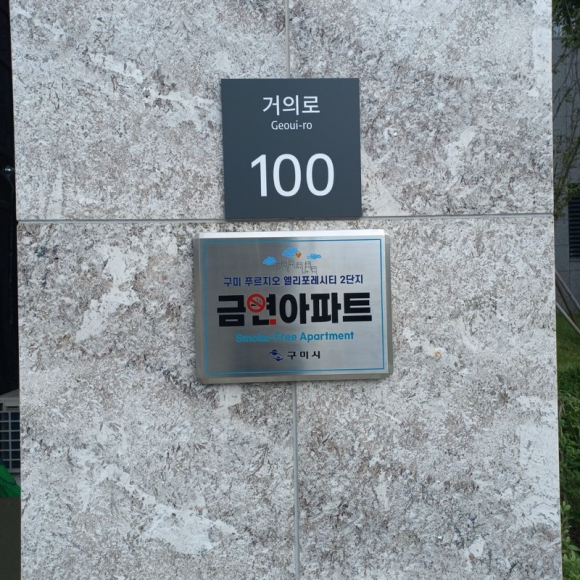 거의로
Geoui-ro
100
구미 푸르지오 엘리포레시티 2단지
금연아파트
Smoke-Free Apartment
구미시